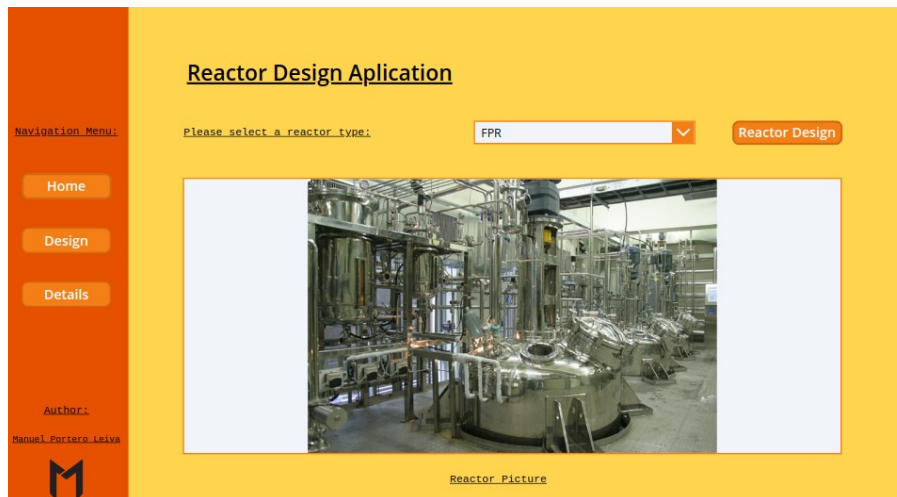 Reactor Design Aplication
Navigation Menu:
Please select a reactor type:
FPR
Reactor Design
Home
Design
Details
Author:
Manuel Portero Leiva
Reactor Picture